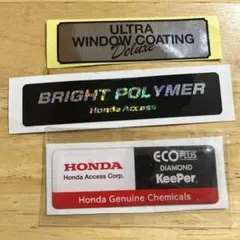 ULTRA
WINDOW COATING
Deluxe
BRIGHT POLYMER
Honda Access
HONDA
Honda Access Corp.
ECO PLUS
DIAMOND
KeePer
Honda Genuine Chemicals